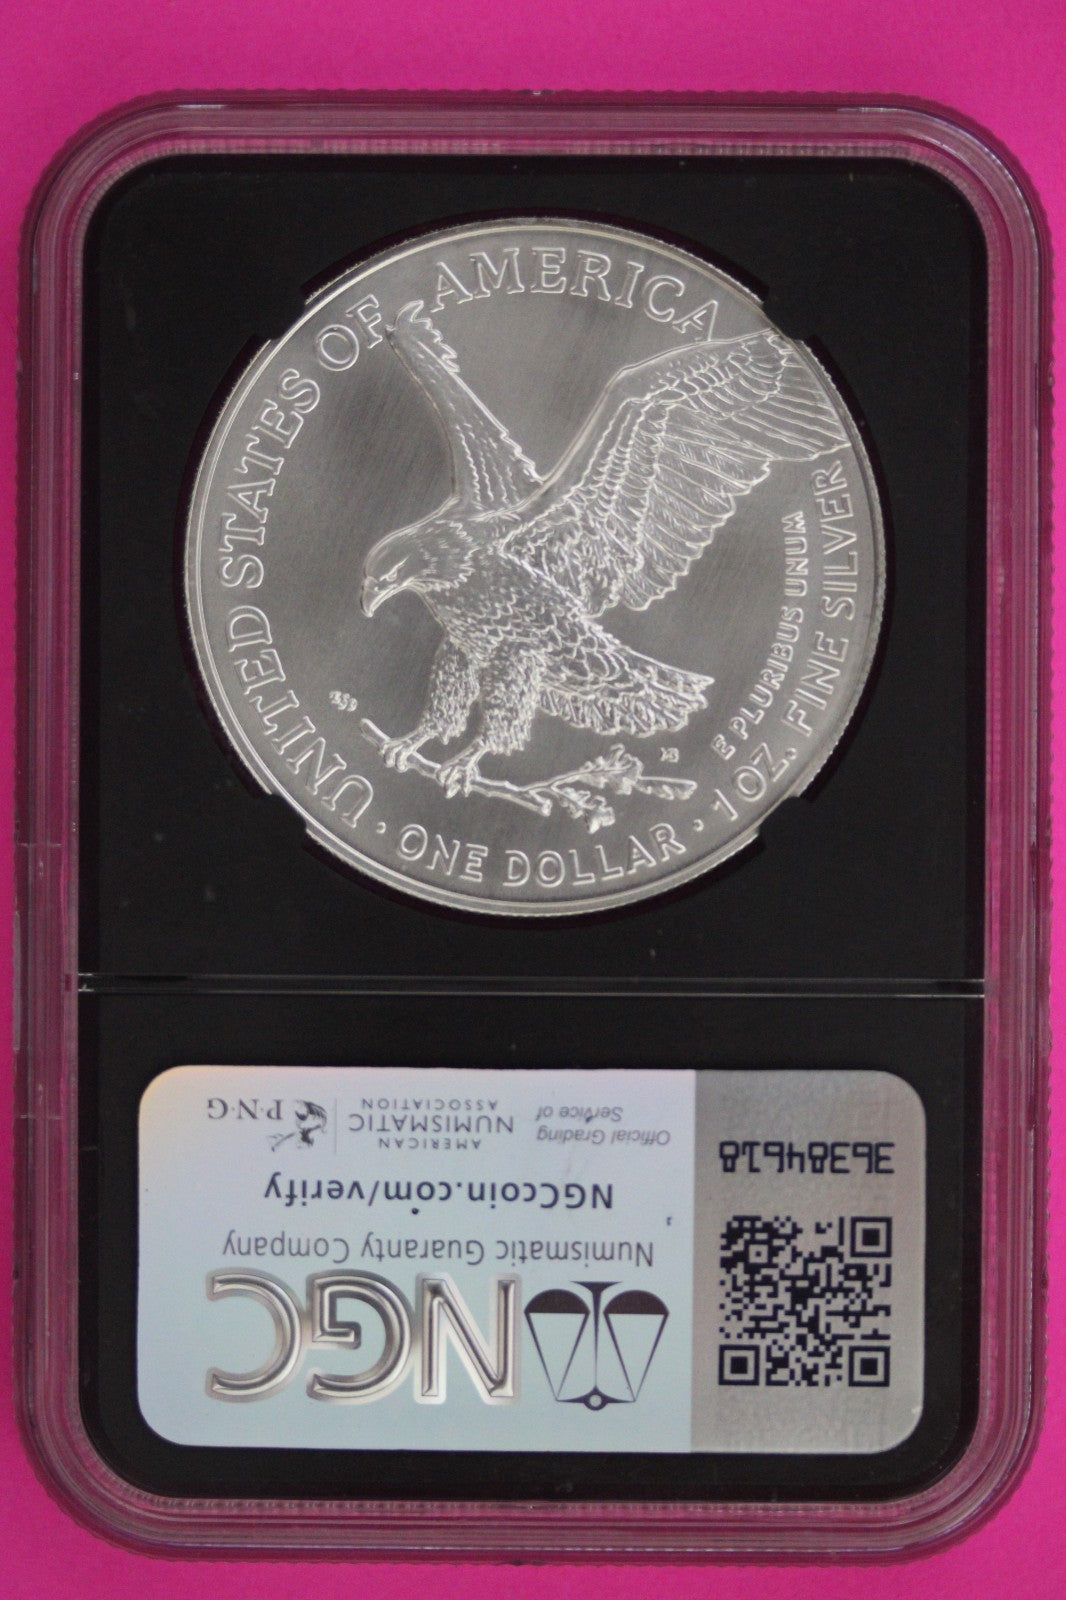 UNITED STATES OF AMERICA
E PLURIBUS UNUM
1 OZ. FINE SILVER
• ONE DOLLAR •
NGC
Numismatic Guaranty Company
NGCcoin.com/verify
Official Grading
Service of
AMERICAN
NUMISMATIC
ASSOCIATION
P·N·G
36384618